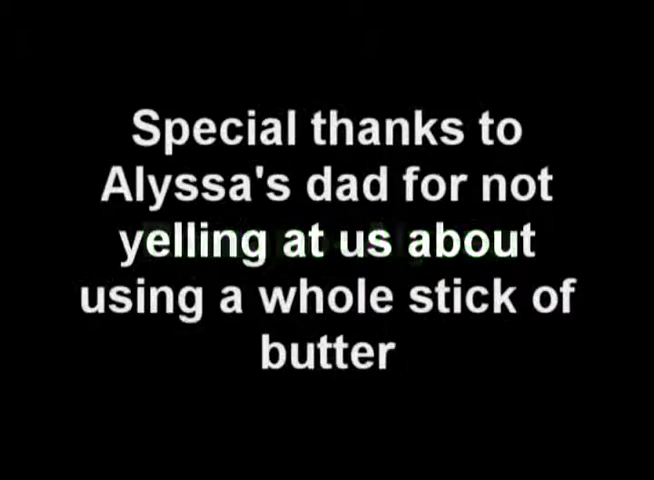 Special thanks to
Alyssa's dad for not
yelling at us about
using a whole stick of
butter